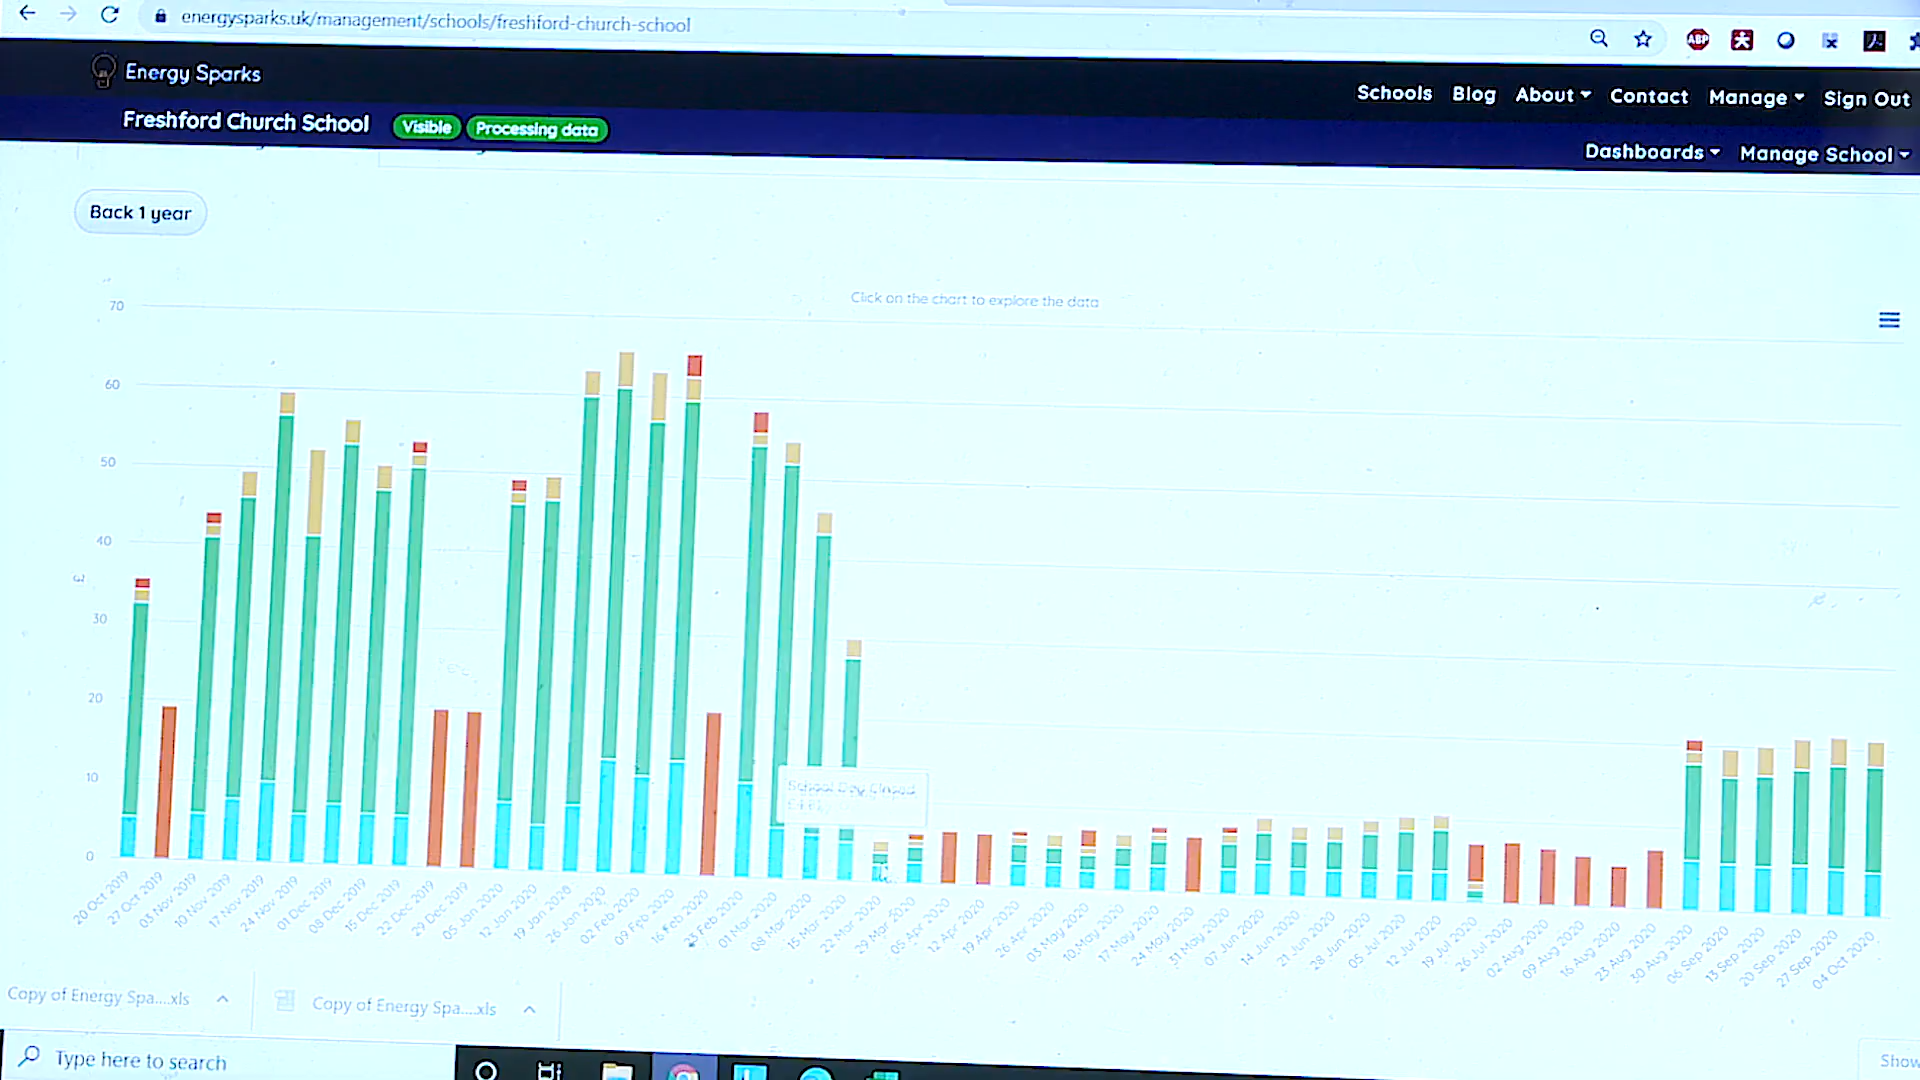 energysparks.uk/management/schools/freshford-church-school
ABP
Energy Sparks
Schools Blog About Contact Manage Sign Out
Freshford Church School Visible Processing data
Dashboards Manage School
Back 1 year
Click on the chart to explore the data
70
60
50
40
£
30
20
10
0
School Day Closed
20 Oct 2019
27 Oct 2019
03 Nov 2019
10 Nov 2019
17 Nov 2019
24 Nov 2019
01 Dec 2019
08 Dec 2019
15 Dec 2019
22 Dec 2019
29 Dec 2019
05 Jan 2020
12 Jan 2020
19 Jan 2020
26 Jan 2020
02 Feb 2020
09 Feb 2020
16 Feb 2020
23 Feb 2020
01 Mar 2020
08 Mar 2020
15 Mar 2020
22 Mar 2020
29 Mar 2020
05 Apr 2020
12 Apr 2020
19 Apr 2020
26 Apr 2020
03 May 2020
10 May 2020
17 May 2020
24 May 2020
31 May 2020
07 Jun 2020
14 Jun 2020
21 Jun 2020
28 Jun 2020
05 Jul 2020
12 Jul 2020
19 Jul 2020
26 Jul 2020
02 Aug 2020
09 Aug 2020
16 Aug 2020
23 Aug 2020
30 Aug 2020
06 Sep 2020
13 Sep 2020
20 Sep 2020
27 Sep 2020
04 Oct 2020
Copy of Energy Spa....xls
Copy of Energy Spa....xls
Show
Type here to search